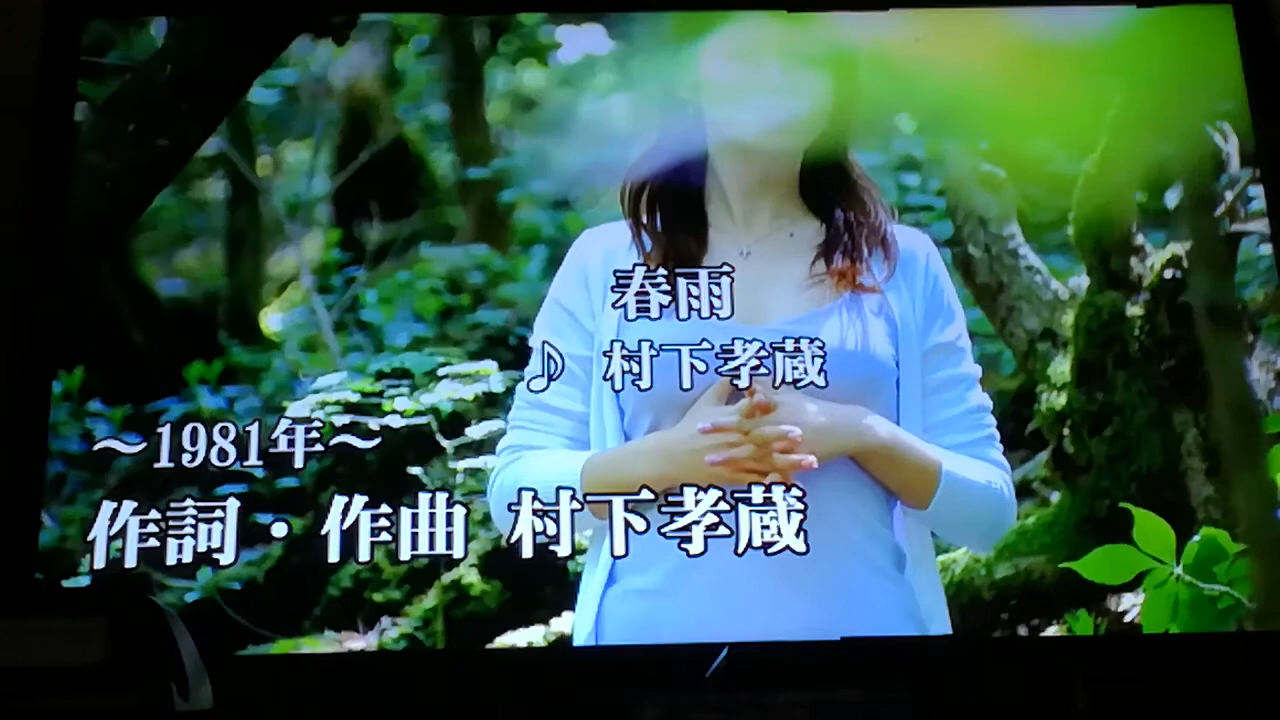 春雨
♪ 村下孝蔵
～1981年～
作詞・作曲 村下孝蔵